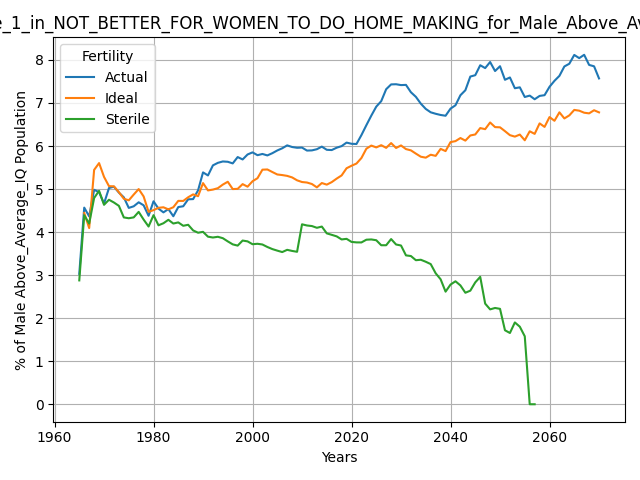 _1_in_NOT_BETTER_FOR_WOMEN_TO_DO_HOME_MAKING_for_Male_Above_Av
Fertility
Actual
Ideal
Sterile
% of Male Above_Average_IQ Population
8
7
6
5
4
3
2
1
0
1960 1980 2000 2020 2040 2060
Years